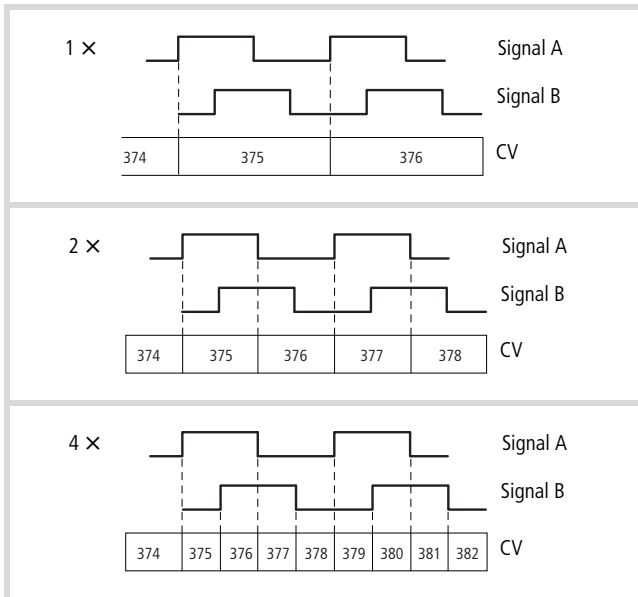 1 × Signal A
Signal B
374 375 376 CV
2 × Signal A
Signal B
374 375 376 377 378 CV
4 × Signal A
Signal B
374 375 376 377 378 379 380 381 382 CV